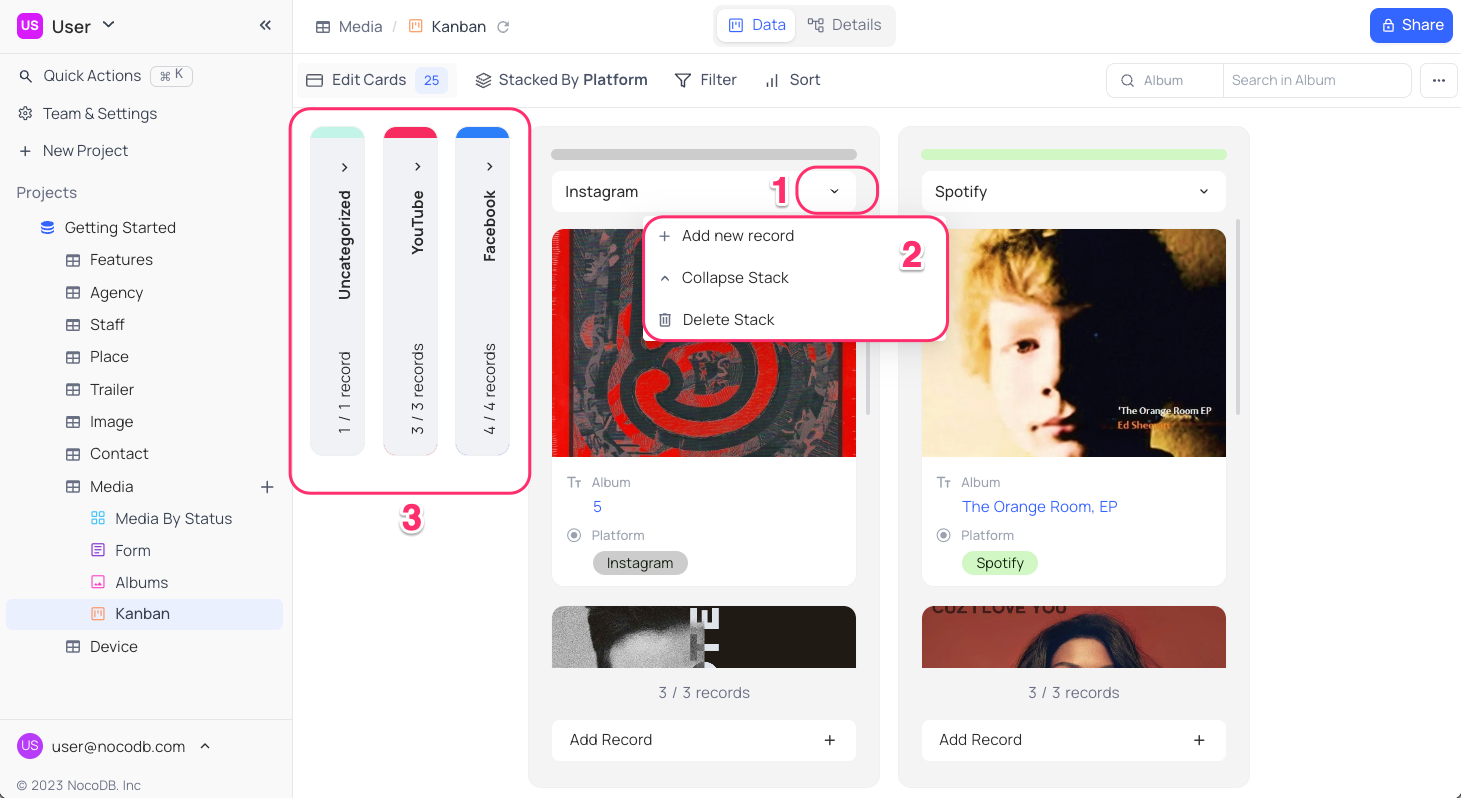 US User
Quick Actions ⌘ K
Team & Settings
New Project
Projects
Getting Started
Features
Agency
Staff
Place
Trailer
Image
Contact
Media
Media By Status
Form
Albums
Kanban
Device
US user@nocodb.com
© 2023 NocoDB. Inc
Media / Kanban
Data Details
Share
Edit Cards 25 Stacked By Platform Filter Sort
Album Search in Album
Uncategorized
1 / 1 record
YouTube
3 / 3 records
Facebook
4 / 4 records
3
Instagram
1
Add new record
2
Collapse Stack
Delete Stack
Album
5
Platform
Instagram
3 / 3 records
Add Record
Spotify
'The Orange Room EP
Ed Sheeran
Album
The Orange Room, EP
Platform
Spotify
CUZ I LOVE YOU
3 / 3 records
Add Record